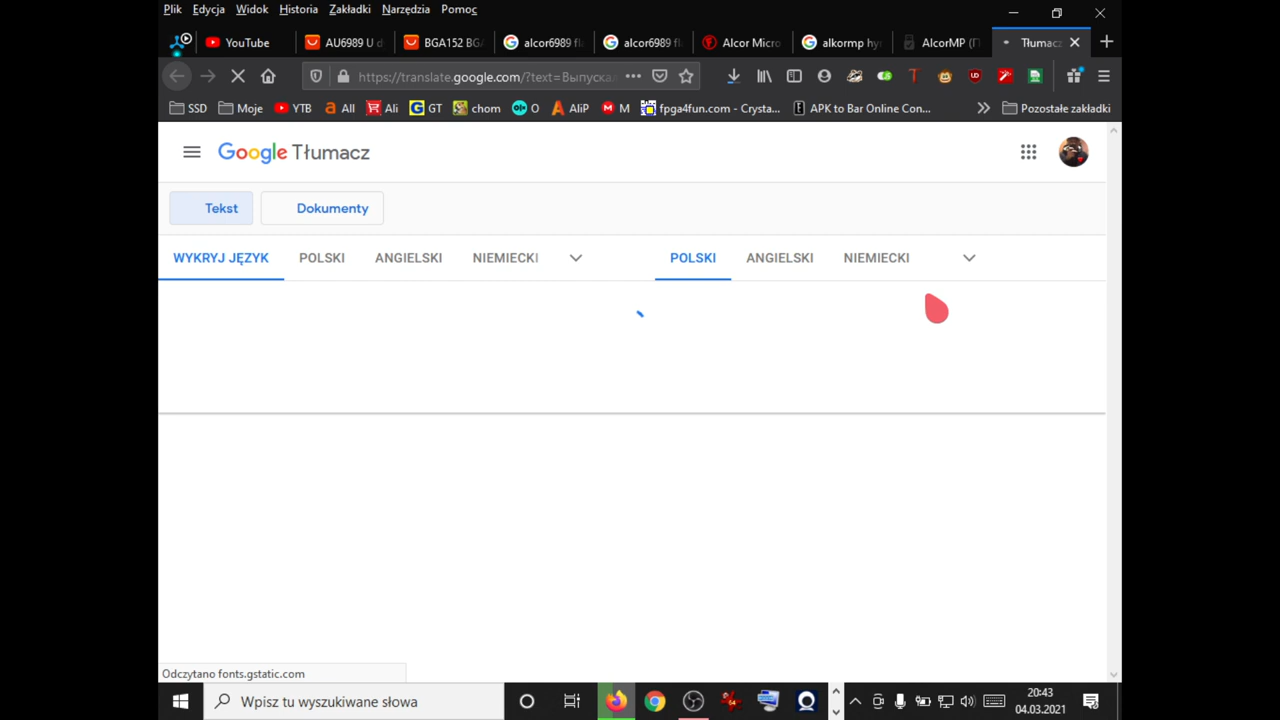 Plik Edycja Widok Historia Zakładki Narzędzia Pomoc
YouTube AU6989 U d BGA152 BGA alcor6989 fl alcor6989 fl Alcor Micro alkormp hy AlcorMP (П Tłumacz
https://translate.google.com/?text=Выпуска
SSD Moje YTB All Ali GT chom O AliP M fpga4fun.com - Crysta... APK to Bar Online Con... Pozostałe zakładki
Google Tłumacz
Tekst Dokumenty
WYKRYJ JĘZYK POLSKI ANGIELSKI NIEMIECKI POLSKI ANGIELSKI NIEMIECKI
Odczytano fonts.gstatic.com
Wpisz tu wyszukiwane słowa 64 20:43
04.03.2021